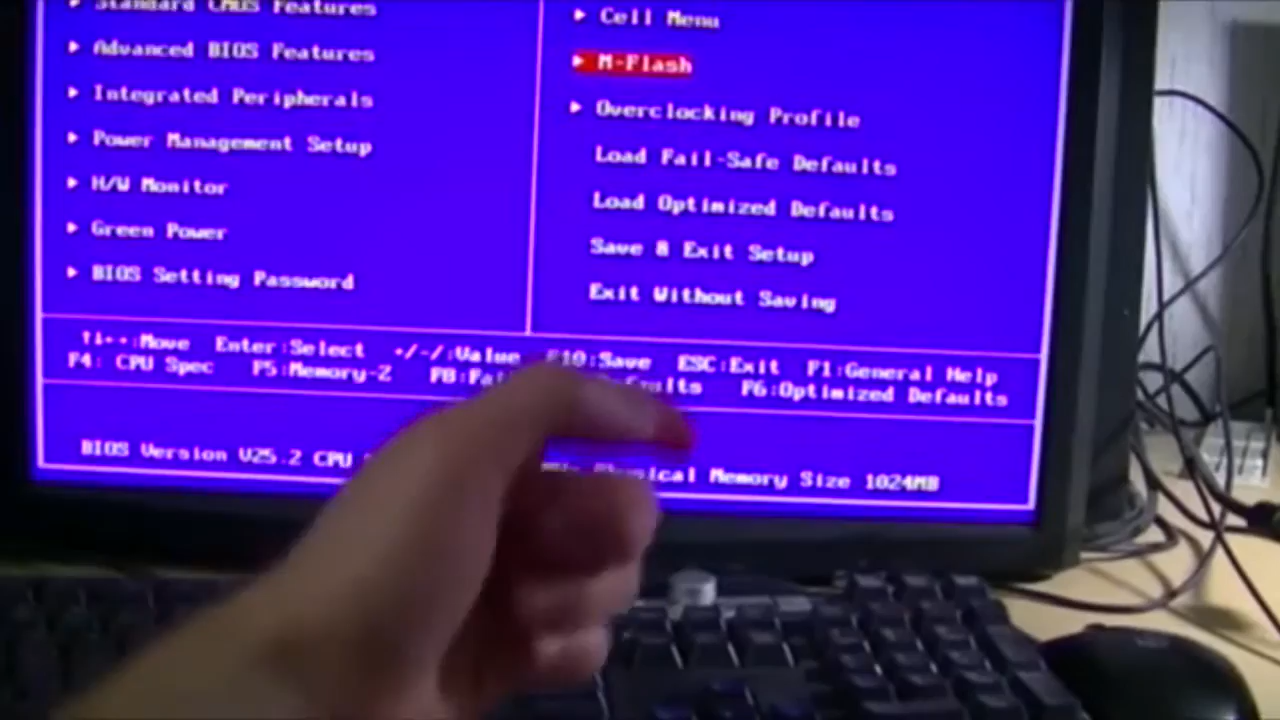 Standard CMOS Features
Advanced BIOS Features
Integrated Peripherals
Power Management Setup
H/W Monitor
Green Power
BIOS Setting Password
Cell Menu
M-Flash
Overclocking Profile
Load Fail-Safe Defaults
Load Optimized Defaults
Save & Exit Setup
Exit Without Saving
:Move Enter:Select +/-/:Value F10:Save ESC:Exit F1:General Help
F4: CPU Spec F5:Memory-Z F6:Optimized Defaults
BIOS Version V25.2 CPU Memory Size 1024MB